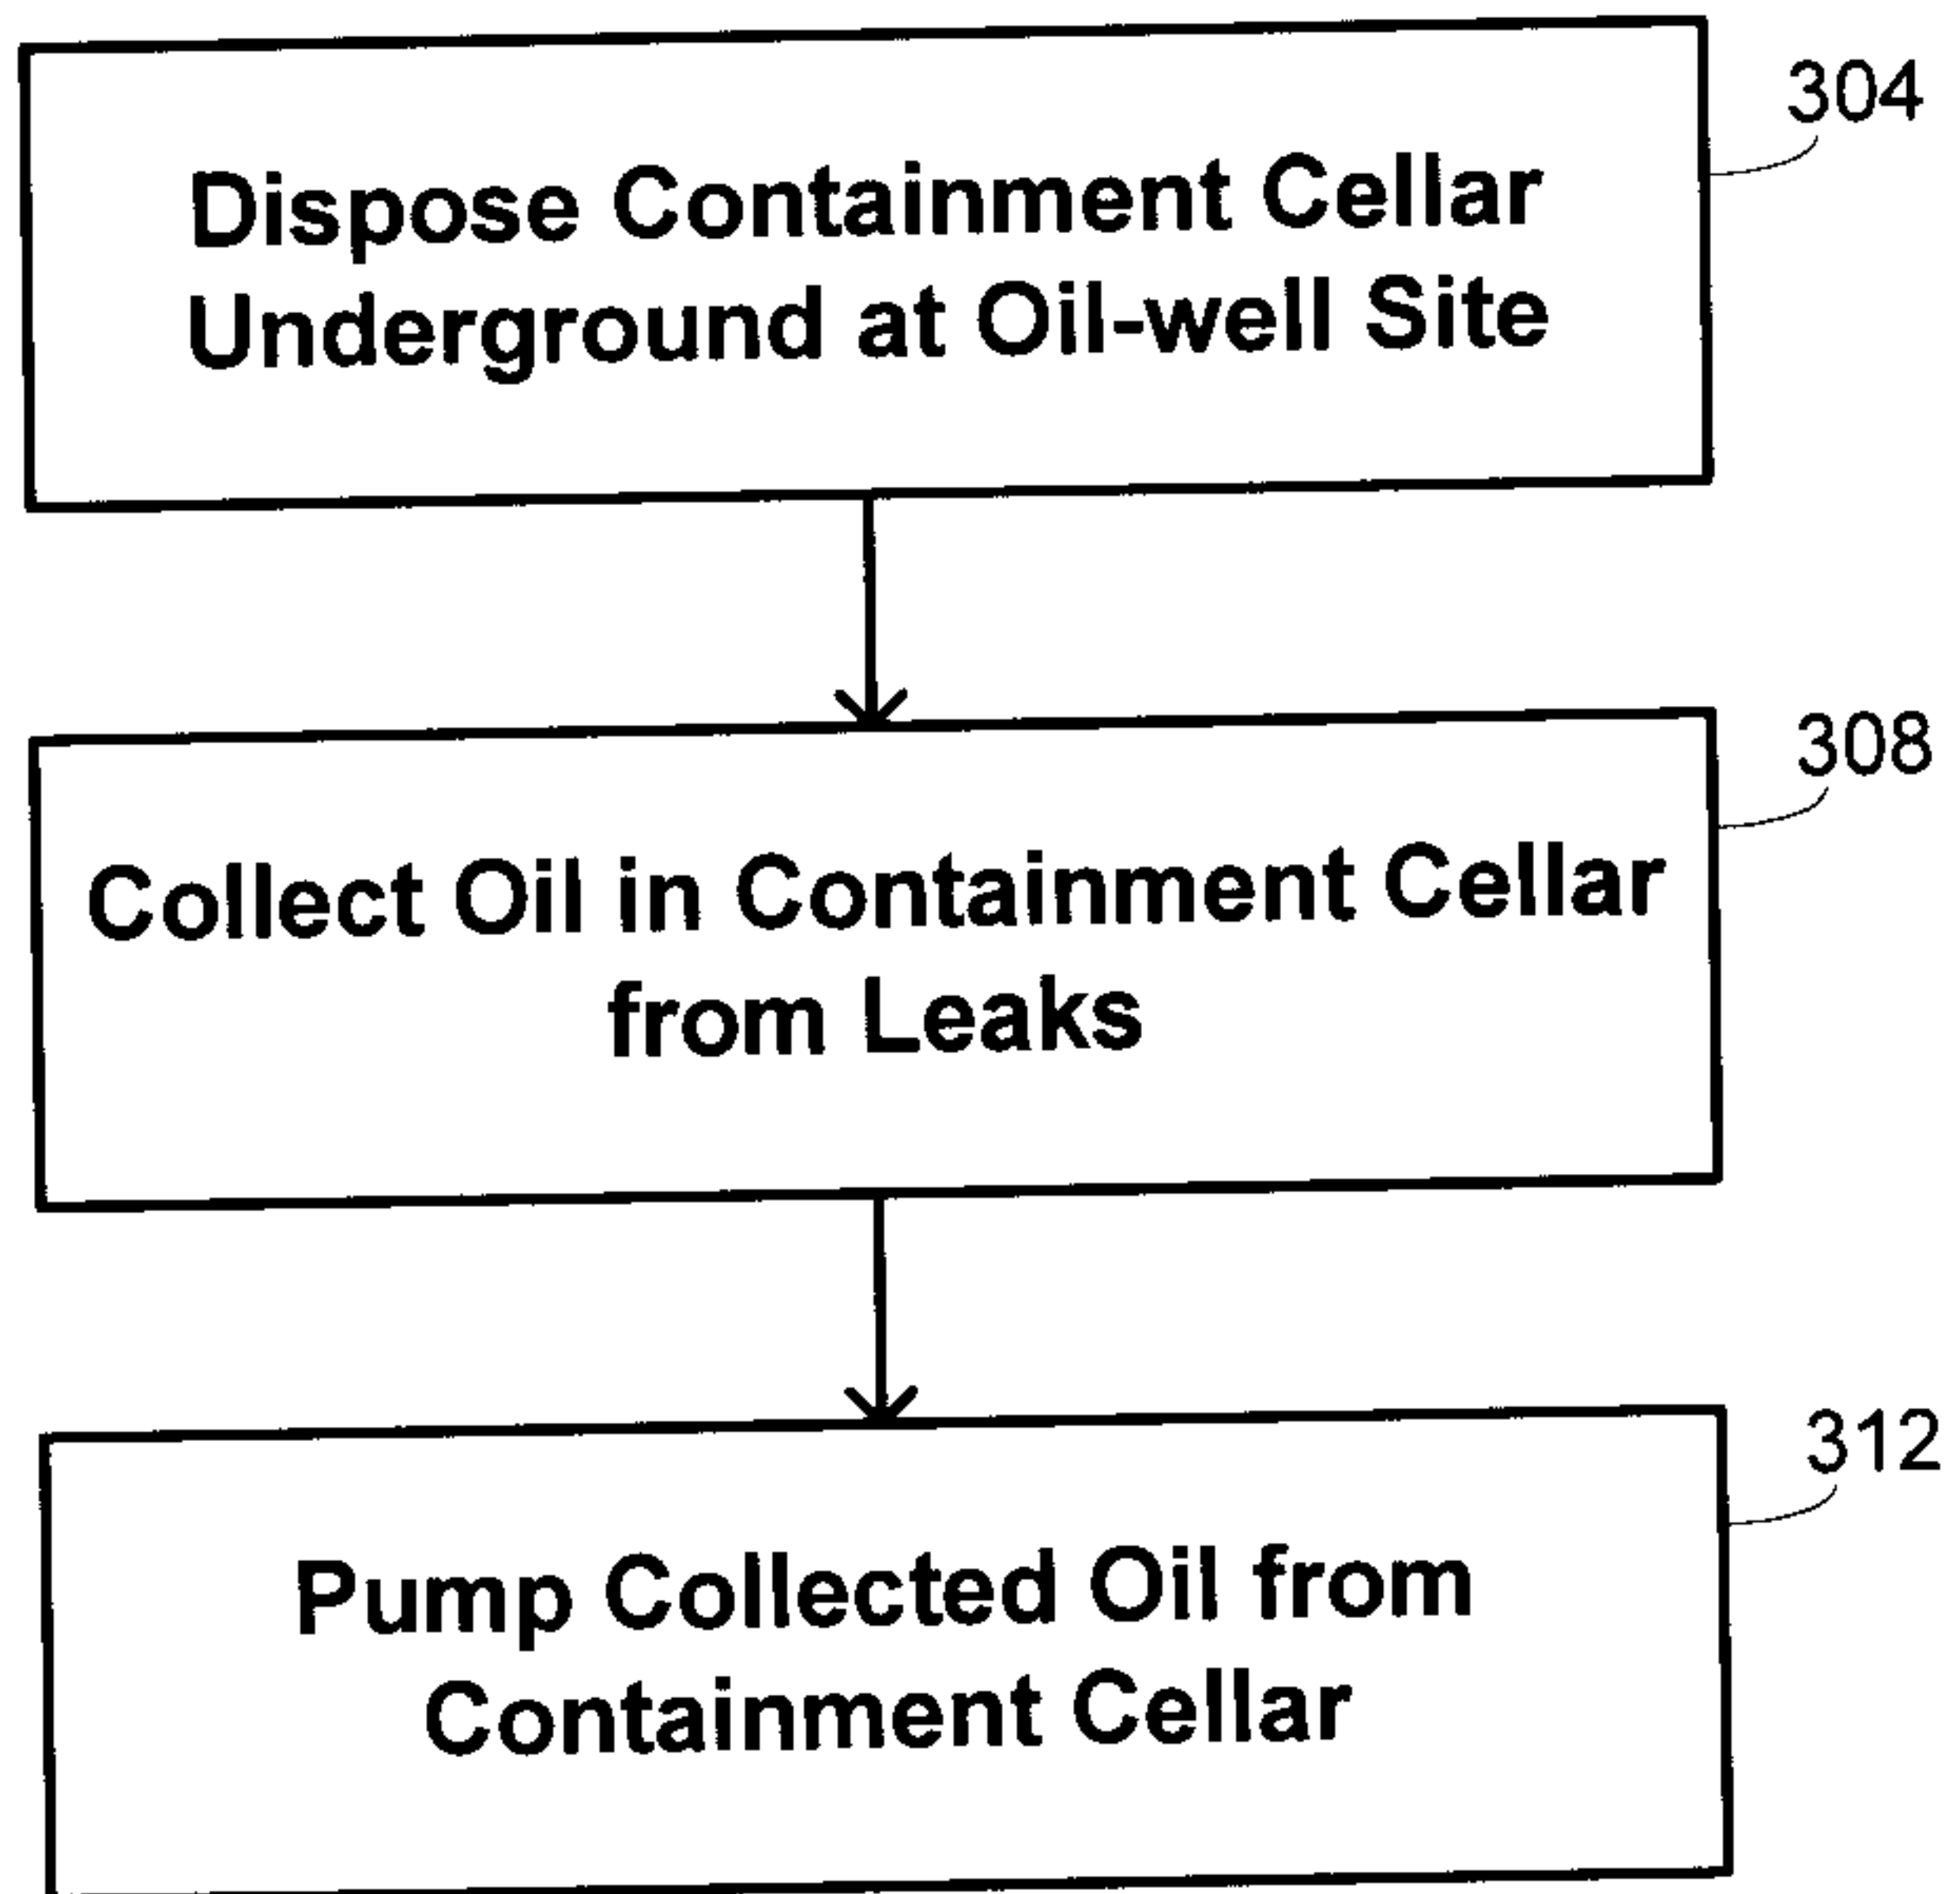 304
Dispose Containment Cellar
Underground at Oil-well Site
308
Collect Oil in Containment Cellar
from Leaks
312
Pump Collected Oil from
Containment Cellar